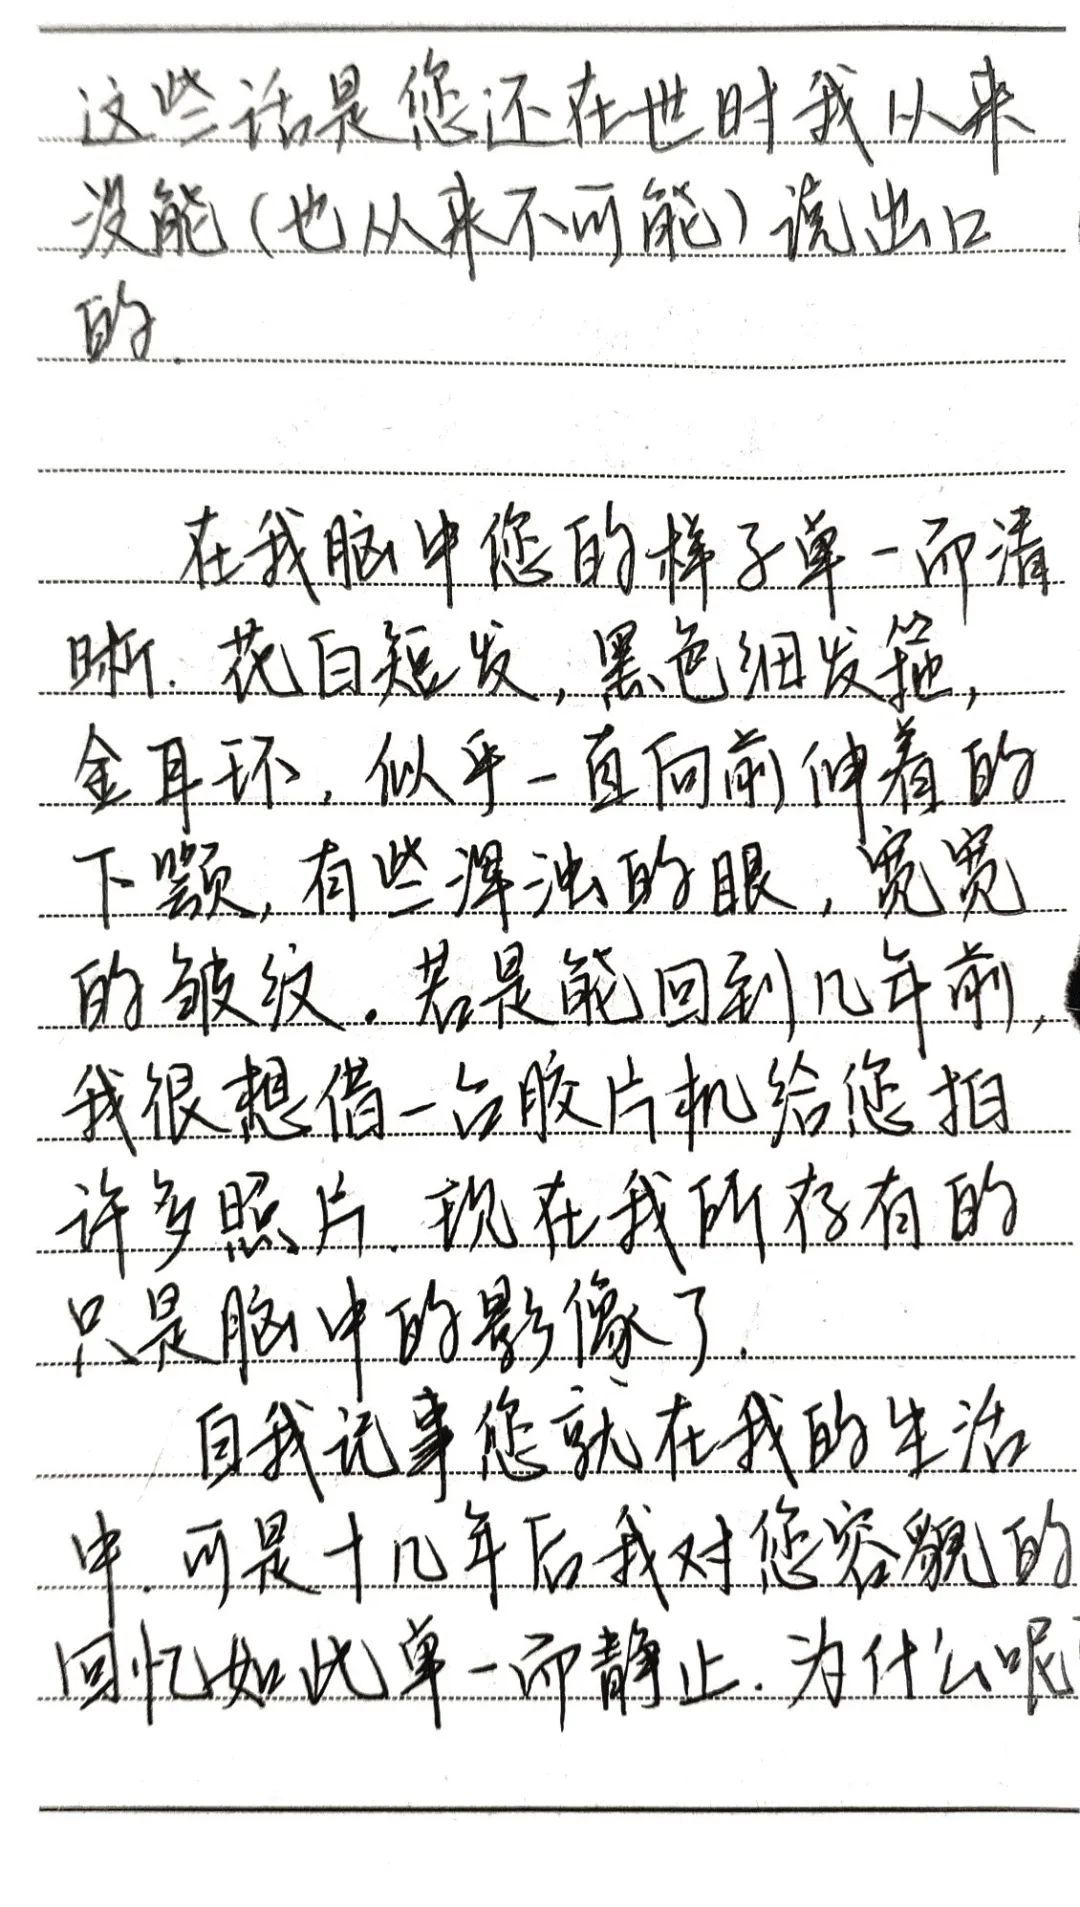 这些话是您还在世时我从来
没能(也从来不可能)说出口
的.
在我脑中您的样子单一而清
晰.花白短发,黑色细发箍,
金耳环,似乎一直向前伸着的
下颚,有些浑浊的眼,宽宽
的皱纹.若是能回到几年前,
我很想借一台胶片机给您拍
许多照片.现在我所存有的
只是脑中的影像了.
自我记事您就在我的生活
中.可是十几年后我对您容貌的
回忆如此单一而静止.为什么呢